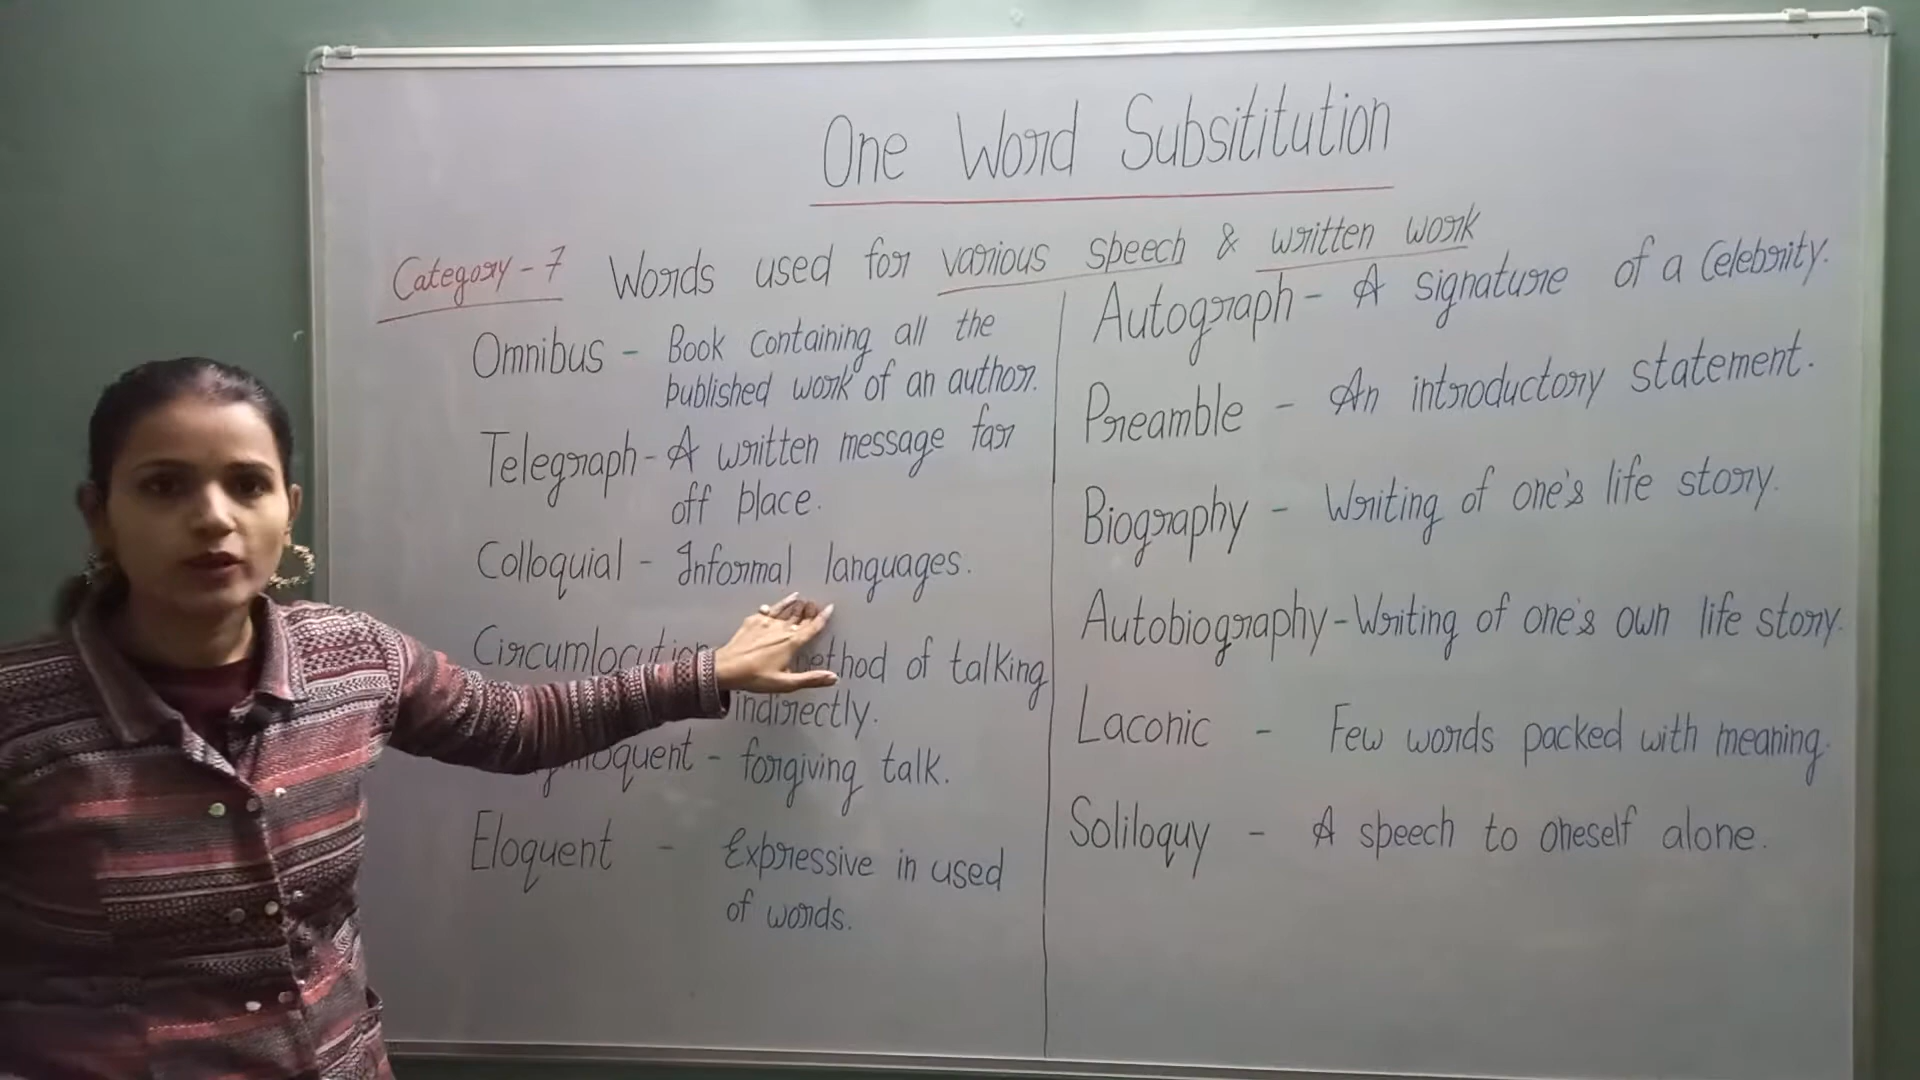 One Word Subsititution
Category - 7 Words used for various speech & written work
Omnibus - Book containing all the
published work of an author.
Telegraph - A written message far
off place.
Colloquial - Informal languages.
Circumlocution method of talking
indirectly.
- forgiving talk.
Eloquent - Expressive in used
of words.
Autograph - A signature of a Celebrity.
Preamble - An introductory statement.
Biography - Writing of one's life story.
Autobiography - Writing of one's own life story.
Laconic - Few words packed with meaning.
Soliloquy - A speech to oneself alone.